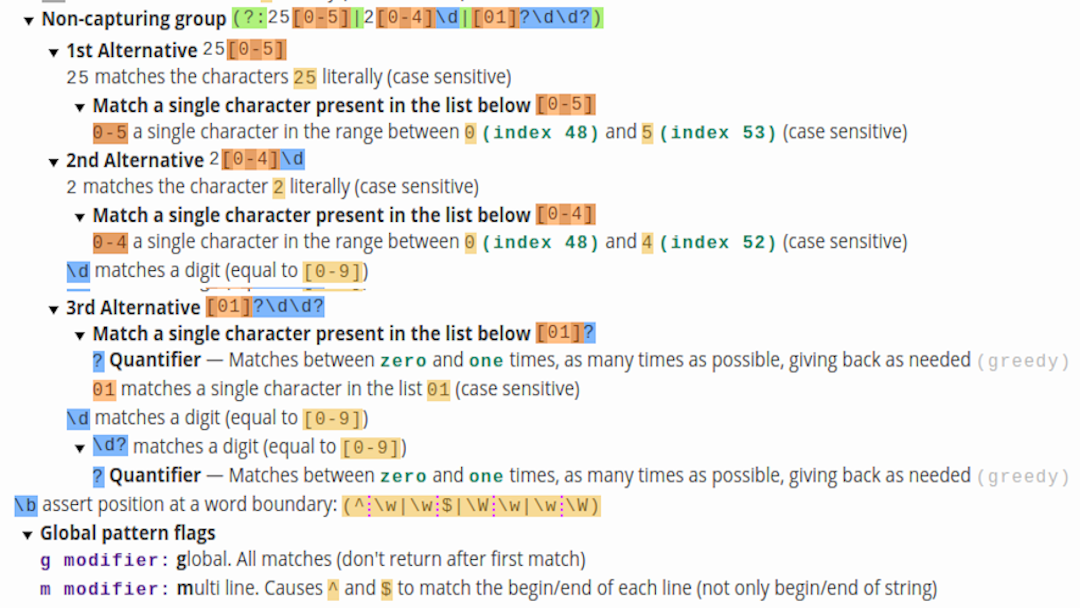 ▼ Non-capturing group (?:25[0-5]|2[0-4]\d|[01]?\d\d?)
▼ 1st Alternative 25[0-5]
25 matches the characters 25 literally (case sensitive)
▼ Match a single character present in the list below [0-5]
0-5 a single character in the range between 0 (index 48) and 5 (index 53) (case sensitive)
▼ 2nd Alternative 2[0-4]\d
2 matches the character 2 literally (case sensitive)
▼ Match a single character present in the list below [0-4]
0-4 a single character in the range between 0 (index 48) and 4 (index 52) (case sensitive)
\d matches a digit (equal to [0-9])
▼ 3rd Alternative [01]?\d\d?
▼ Match a single character present in the list below [01]?
? Quantifier — Matches between zero and one times, as many times as possible, giving back as needed (greedy)
01 matches a single character in the list 01 (case sensitive)
\d matches a digit (equal to [0-9])
▼ \d? matches a digit (equal to [0-9])
? Quantifier — Matches between zero and one times, as many times as possible, giving back as needed (greedy)
\b assert position at a word boundary: (^\w|\w$|\W\w|\w\W)
▼ Global pattern flags
g modifier: global. All matches (don't return after first match)
m modifier: multi line. Causes ^ and $ to match the begin/end of each line (not only begin/end of string)